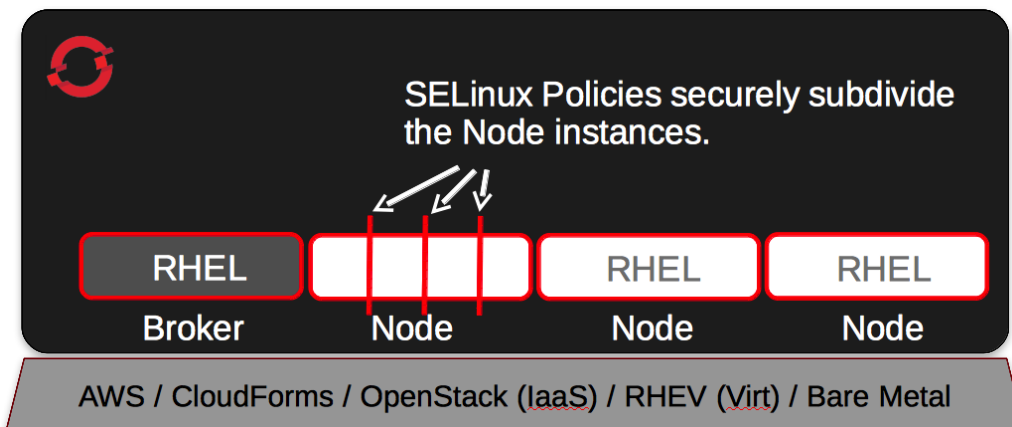 SELinux Policies securely subdivide
the Node instances.
RHEL RHEL RHEL
Broker Node Node Node
AWS / CloudForms / OpenStack (IaaS) / RHEV (Virt) / Bare Metal